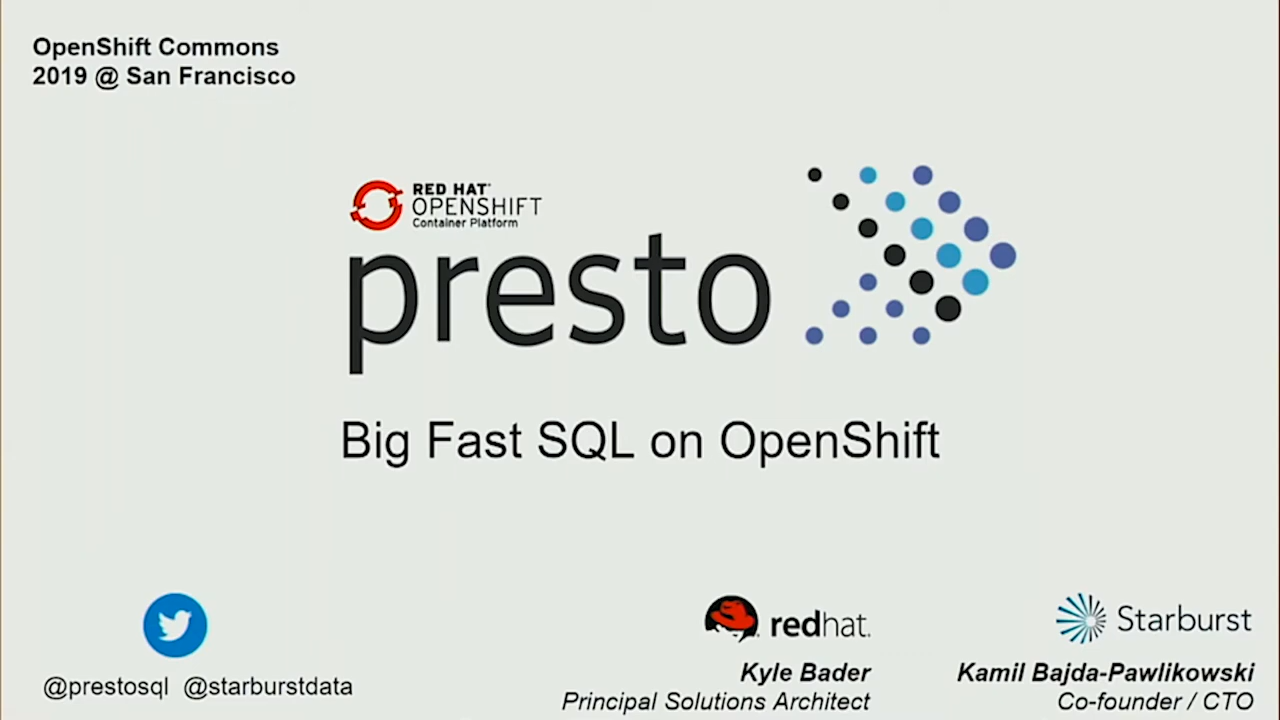 OpenShift Commons
2019 @ San Francisco
RED HAT
OPENSHIFT
Container Platform
presto
Big Fast SQL on OpenShift
@prestosql @starburstdata
redhat.
Kyle Bader
Principal Solutions Architect
Starburst
Kamil Bajda-Pawlikowski
Co-founder / CTO